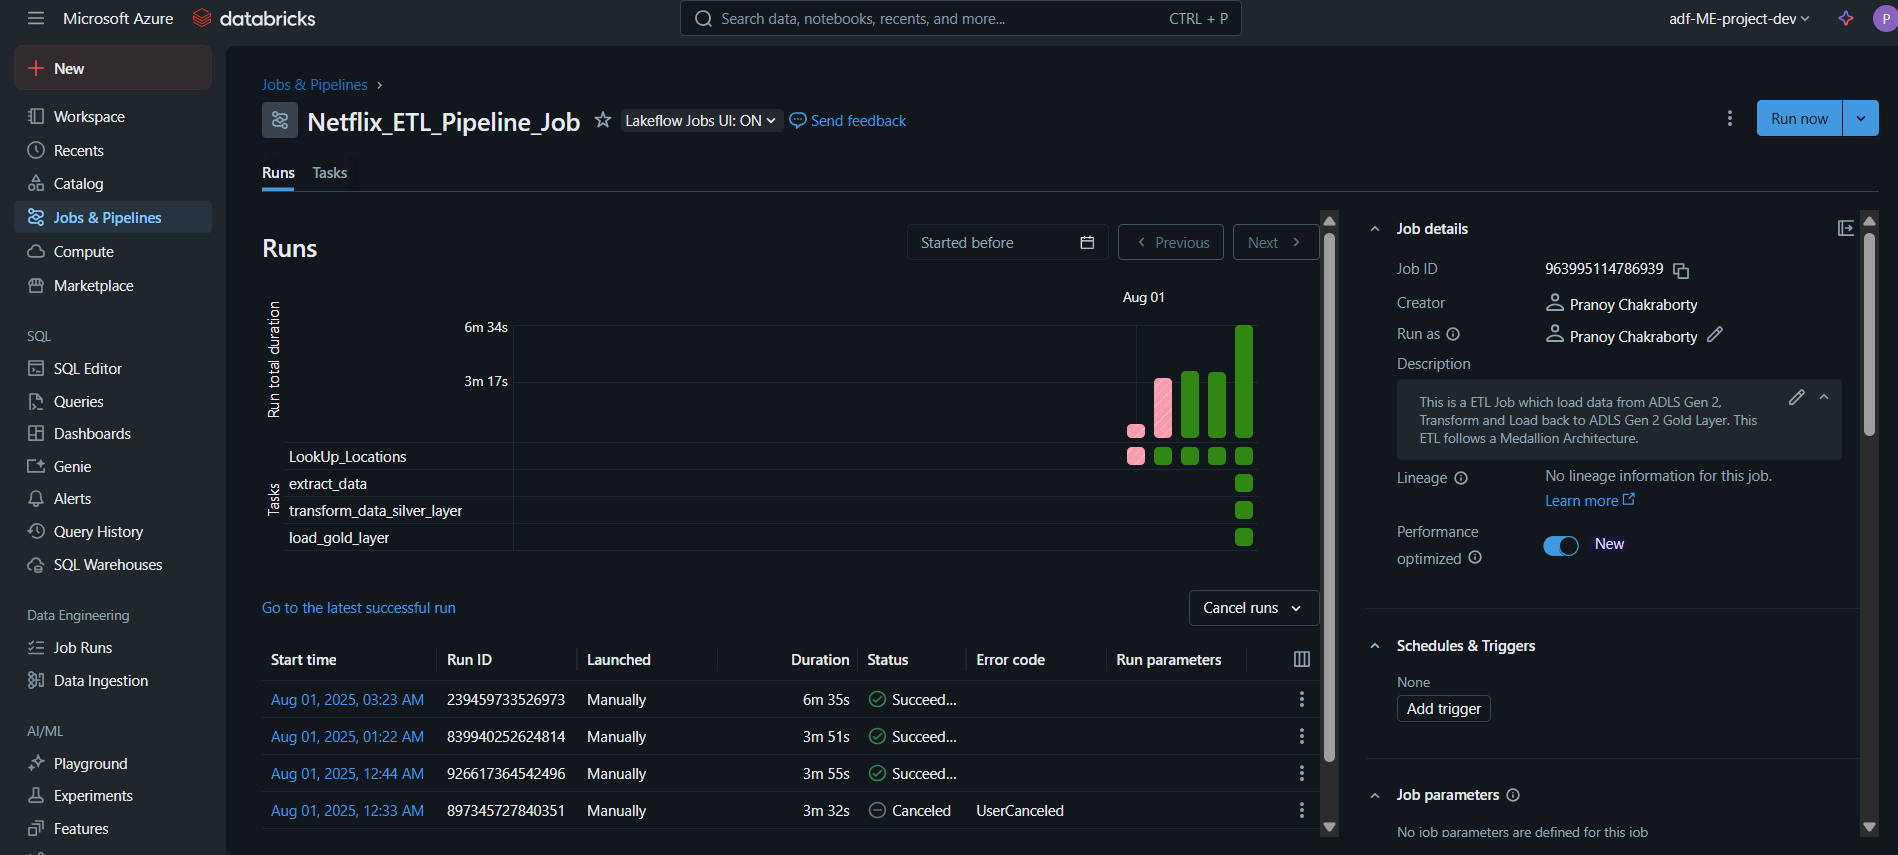 Microsoft Azure databricks
Search data, notebooks, recents, and more... CTRL + P
adf-ME-project-dev
P
New
Workspace
Recents
Catalog
Jobs & Pipelines
Compute
Marketplace
SQL
SQL Editor
Queries
Dashboards
Genie
Alerts
Query History
SQL Warehouses
Data Engineering
Job Runs
Data Ingestion
AI/ML
Playground
Experiments
Features
Jobs & Pipelines
Netflix_ETL_Pipeline_Job Lakeflow Jobs UI: ON Send feedback
Run now
Runs Tasks
Runs
Started before Previous Next
Aug 01
Run total duration
6m 34s
3m 17s
Tasks
LookUp_Locations
extract_data
transform_data_silver_layer
load_gold_layer
Go to the latest successful run
Cancel runs
Start time Run ID Launched Duration Status Error code Run parameters
Aug 01, 2025, 03:23 AM 239459733526973 Manually 6m 35s Succeed...
Aug 01, 2025, 01:22 AM 839940252624814 Manually 3m 51s Succeed...
Aug 01, 2025, 12:44 AM 926617364542496 Manually 3m 55s Succeed...
Aug 01, 2025, 12:33 AM 897345727840351 Manually 3m 32s Canceled UserCanceled
Job details
Job ID 963995114786939
Creator Pranoy Chakraborty
Run as Pranoy Chakraborty
Description
This is a ETL Job which load data from ADLS Gen 2,
Transform and Load back to ADLS Gen 2 Gold Layer. This
ETL follows a Medallion Architecture.
Lineage No lineage information for this job.
Learn more
Performance
optimized New
Schedules & Triggers
None
Add trigger
Job parameters
No job parameters are defined for this job